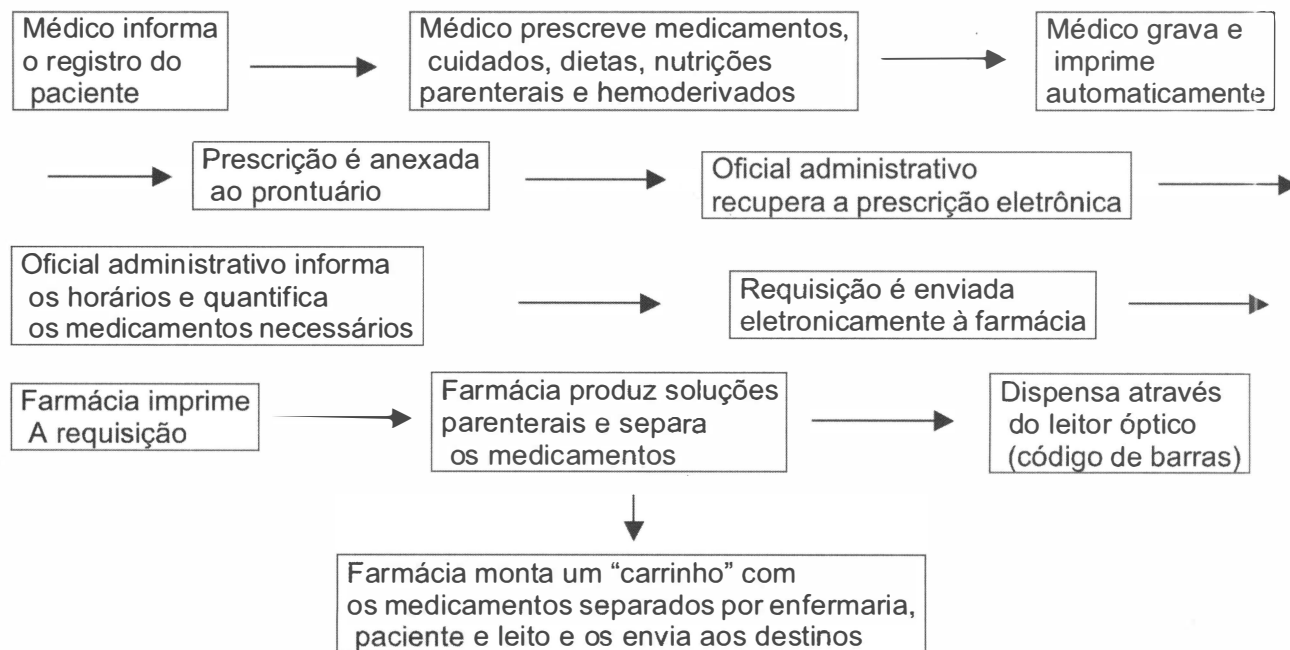 Médico informa
o registro do
paciente
Médico prescreve medicamentos,
cuidados, dietas, nutrições
parenterais e hemoderivados
Médico grava e
imprime
automaticamente
Prescrição é anexada
ao prontuário
Oficial administrativo
recupera a prescrição eletrônica
Oficial administrativo informa
os horários e quantifica
os medicamentos necessários
Requisição é enviada
eletronicamente à farmácia
Farmácia imprime
A requisição
Farmácia produz soluções
parenterais e separa
os medicamentos
Dispensa através
do leitor óptico
(código de barras)
Farmácia monta um “carrinho” com
os medicamentos separados por enfermaria,
paciente e leito e os envia aos destinos